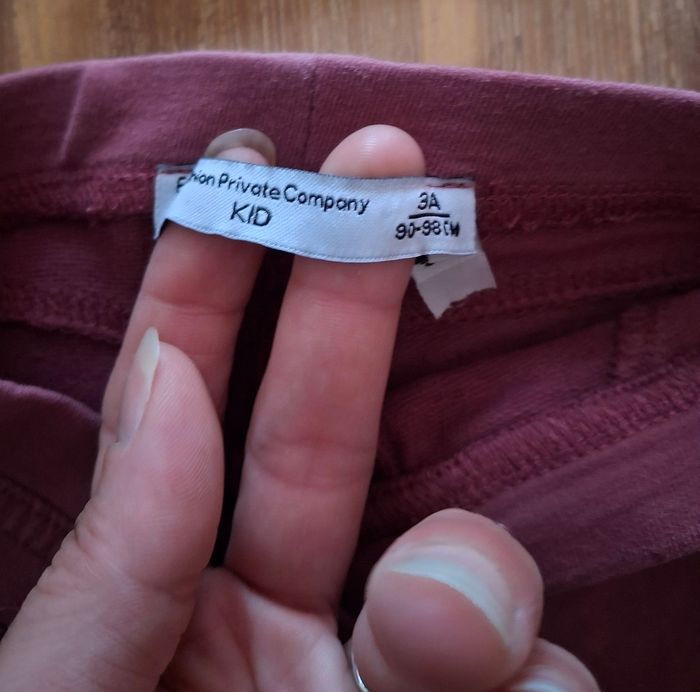 Private Company
KID
3A
90-98 CM